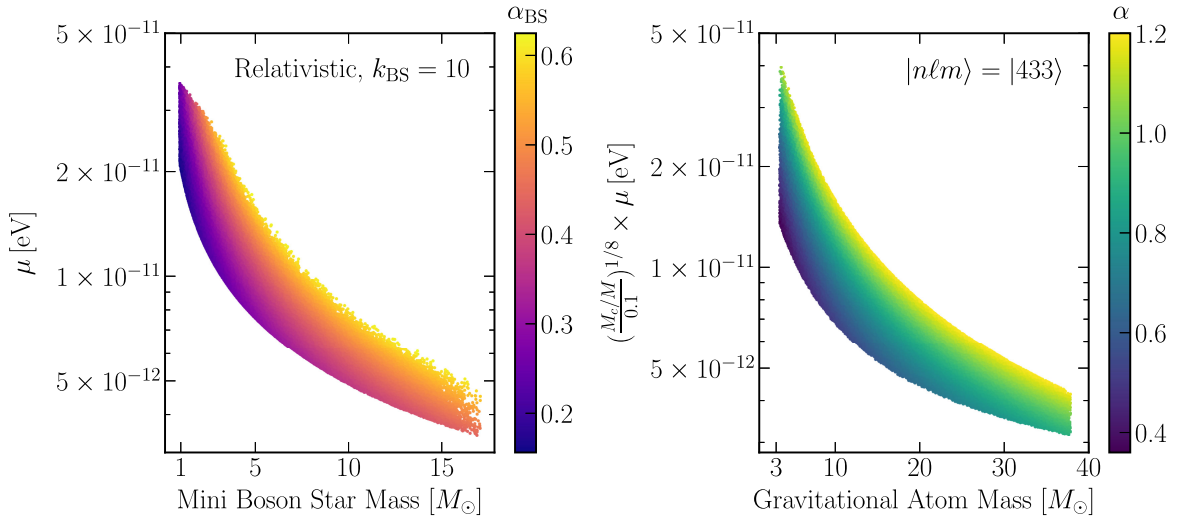 α_BS
Relativistic, k_BS = 10
μ [eV]
5 × 10⁻¹¹
2 × 10⁻¹¹
1 × 10⁻¹¹
5 × 10⁻¹²
1 5 10 15
Mini Boson Star Mass [M_⊙]
0.6
0.5
0.4
0.3
0.2
α
|nℓm⟩ = |433⟩
(\frac{M_c/M}{0.1})^{1/8} × μ [eV]
5 × 10⁻¹¹
2 × 10⁻¹¹
1 × 10⁻¹¹
5 × 10⁻¹²
3 10 20 30 40
Gravitational Atom Mass [M_⊙]
1.2
1.0
0.8
0.6
0.4